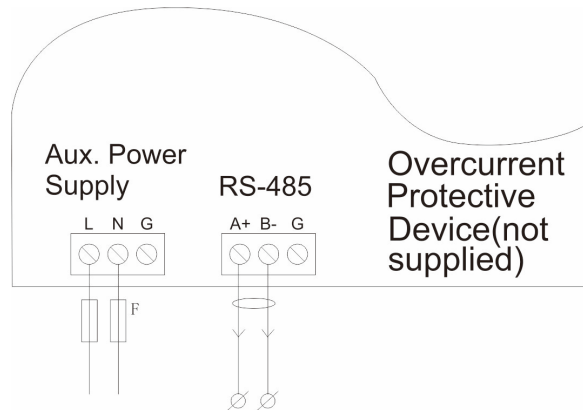 Aux. Power
Supply
L N G
RS-485
A+ B- G
Overcurrent
Protective
Device(not
supplied)
F